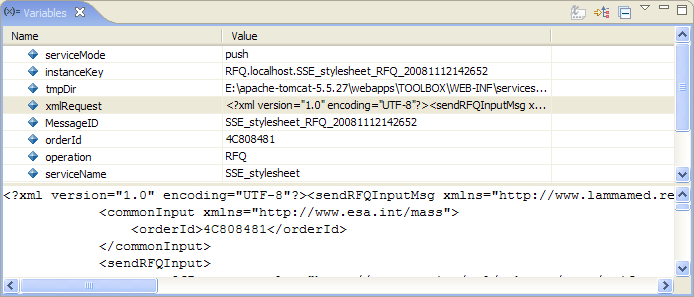 (x)= Variables
Name Value
serviceMode push
instanceKey RFQ.localhost.SSE_stylesheet_RFQ_20081112142652
tmpDir E:\apache-tomcat-5.5.27\webapps\TOOLBOX\WEB-INF\services...
xmlRequest <?xml version="1.0" encoding="UTF-8"?><sendRFQInputMsg x...
MessageID SSE_stylesheet_RFQ_20081112142652
orderId 4C808481
operation RFQ
serviceName SSE_stylesheet
<?xml version="1.0" encoding="UTF-8"?><sendRFQInputMsg xmlns="http://www.lammamed.re
<commonInput xmlns="http://www.esa.int/mass">
<orderId>4C808481</orderId>
</commonInput>
<sendRFQInput>